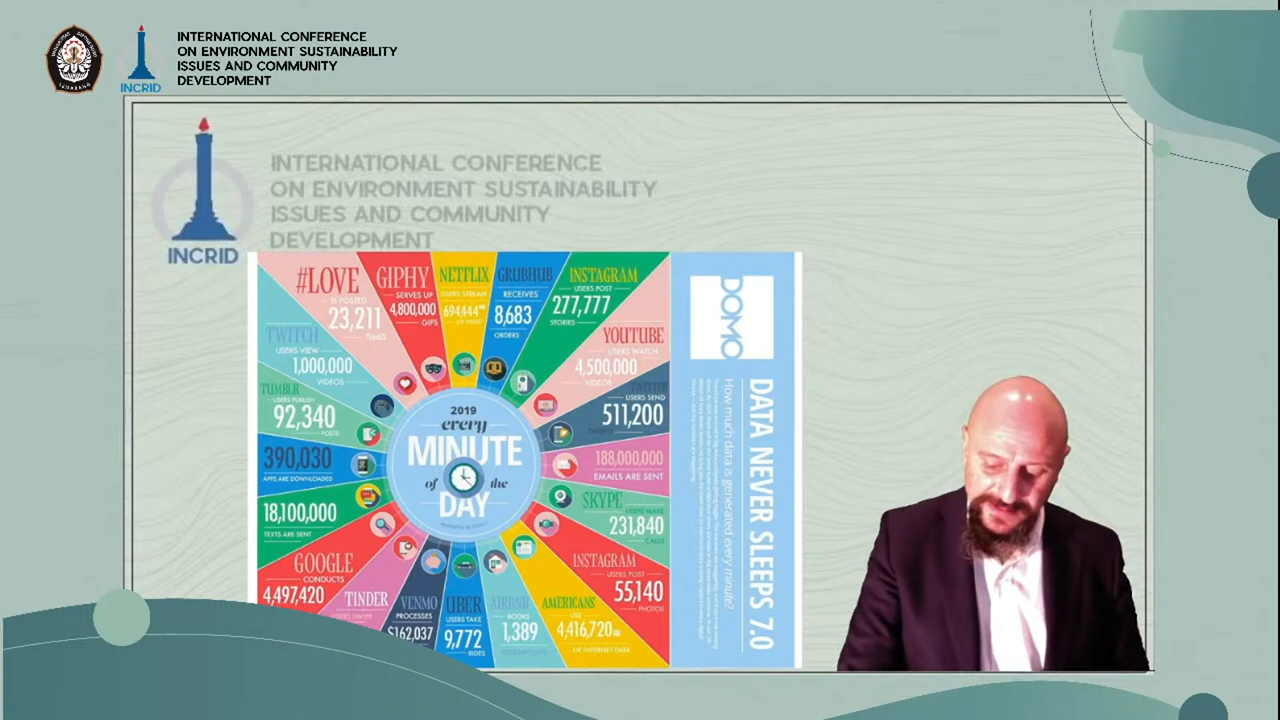 INTERNATIONAL CONFERENCE
ON ENVIRONMENT SUSTAINABILITY
ISSUES AND COMMUNITY
DEVELOPMENT
INCRID
INTERNATIONAL CONFERENCE
ON ENVIRONMENT SUSTAINABILITY
ISSUES AND COMMUNITY
DEVELOPMENT
INCRID
#LOVE
IS POSTED
23,211
TIMES
GIPHY
SERVES UP
4,800,000
GIFS
NETFLIX
USERS STREAM
694,444
GRUBHUB
RECEIVES
8,683
ORDERS
INSTAGRAM
USERS POST
277,777
STORIES
YOUTUBE
USERS WATCH
4,500,000
VIDEOS
TWITTER
USERS SEND
511,200
TWEETS
188,000,000
EMAILS ARE SENT
SKYPE
USERS MAKE
231,840
CALLS
INSTAGRAM
USERS POST
55,140
PHOTOS
AMERICANS
USE
4,416,720
OF INTERNET DATA
AIRBNB
BOOKS
1,389
UBER
USERS TAKE
9,772
RIDES
VENMO
PROCESSES
$162,037
TINDER
USERS SWIPE
GOOGLE
CONDUCTS
4,497,420
18,100,000
TEXTS ARE SENT
390,030
APPS ARE DOWNLOADED
TUMBLR
USERS PUBLISH
92,340
POSTS
TWITCH
USERS VIEW
1,000,000
VIDEOS
2019
every
MINUTE
of the
DAY
DOMO
DATA NEVER SLEEPS 7.0
How much data is generated every minute?